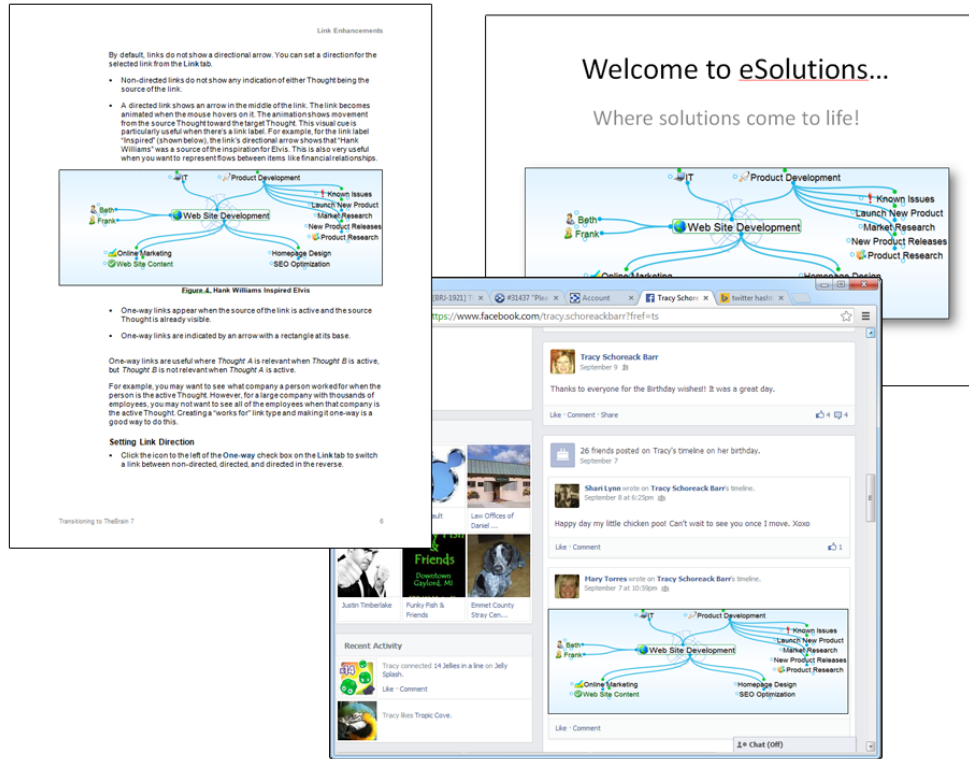 Link Enhancements
By default, links do not show a directional arrow. You can set a direction for the
selected link from the Link tab.
• Non-directed links do not show any indication of either Thought being the
source of the link.
• A directed link shows an arrow in the middle of the link. The link becomes
animated when the mouse hovers on it. The animation shows movement
from the source Thought toward the target Thought. This visual cue is
particularly useful when there's a link label. For example, for the link label
"Inspired" (shown below), the link's directional arrow shows that "Hank
Williams" was a source of the inspiration for Elvis. This is also very useful
when you want to represent flows between items like financial relationships.
IT
Product Development
Known Issues
Launch New Product
Beth
Web Site Development
Market Research
Frank
New Product Releases
Product Research
Online Marketing
Homepage Design
Web Site Content
SEO Optimization
Figure 4, Hank Williams Inspired Elvis
• One-way links appear when the source of the link is active and the source
Thought is already visible.
• One-way links are indicated by an arrow with a rectangle at its base.
One-way links are useful where Thought A is relevant when Thought B is active,
but Thought B is not relevant when Thought A is active.
For example, you may want to see what company a person worked for when the
person is the active Thought. However, for a large company with thousands of
employees, you may not want to see all of the employees when that company is
the active Thought. Creating a "works for" link type and making it one-way is a
good way to do this.
Setting Link Direction
• Click the icon to the left of the One-way check box on the Link tab to switch
a link between non-directed, directed, and directed in the reverse.
Transitioning to TheBrain 7
6
Welcome to eSolutions...
Where solutions come to life!
IT
Product Development
Known Issues
Launch New Product
Beth
Web Site Development
Market Research
Frank
New Product Releases
Product Research
Online Marketing
Homepage Design
[BRJ-1921] T
#31437 "Plea
Account
Tracy Schore
twitter hasht
ttps://www.facebook.com/tracy.schoreackbarr?fref=ts
Tracy Schoreack Barr
September 9
Thanks to everyone for the Birthday wishes!! It was a great day.
Like · Comment · Share
4
4
26 friends posted on Tracy's timeline on her birthday.
September 7
Shari Lynn wrote on Tracy Schoreack Barr's timeline.
September 8 at 6:25pm
Happy day my little chicken poo! Can't wait to see you once I move. Xoxo
Like · Comment
1
Mary Torres wrote on Tracy Schoreack Barr's timeline.
September 7 at 10:59pm
IT
Product Development
Known Issues
Launch New Product
Beth
Web Site Development
Market Research
Frank
New Product Releases
Product Research
Online Marketing
Homepage Design
Web Site Content
SEO Optimization
Like · Comment
Chat (Off)
ault
Law Offices of
Daniel ...
&
Friends
Downtown
Gaylord, MI
Justin Timberlake
Funky Fish &
Friends
Emmet County
Stray Cen...
Recent Activity
Tracy connected 14 Jellies in a line on Jelly
Splash.
Like · Comment
Tracy likes Tropic Cove.